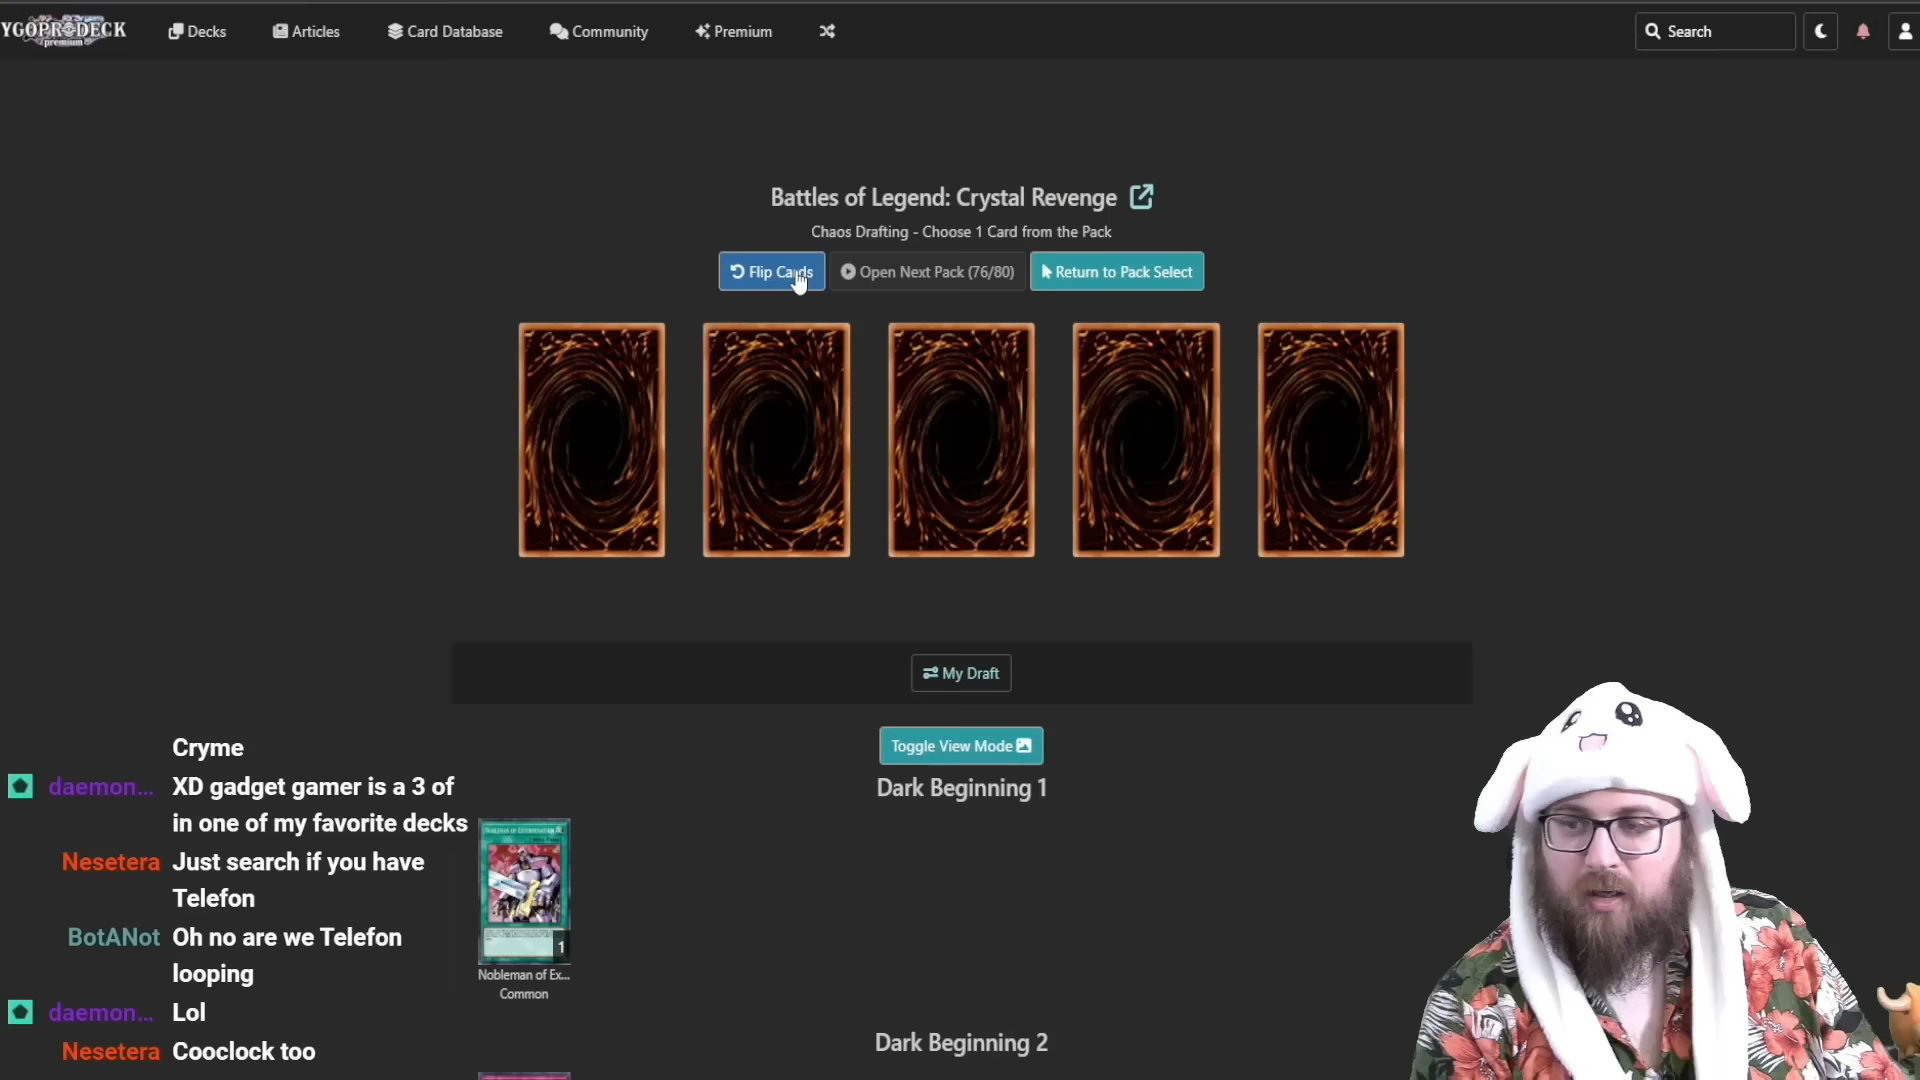 YGOPRODECK
premium
Decks
Articles
Card Database
Community
Premium
Search
Battles of Legend: Crystal Revenge
Chaos Drafting - Choose 1 Card from the Pack
Flip Cards
Open Next Pack (76/80)
Return to Pack Select
My Draft
Toggle View Mode
Dark Beginning 1
Cryme
daemon... XD gadget gamer is a 3 of
in one of my favorite decks
Nesetera Just search if you have
Telefon
BotANot Oh no are we Telefon
looping
daemon... Lol
Nesetera Cooclock too
NOBLEMAN OF EXTERMINATION
1
Nobleman of Ex...
Common
Dark Beginning 2